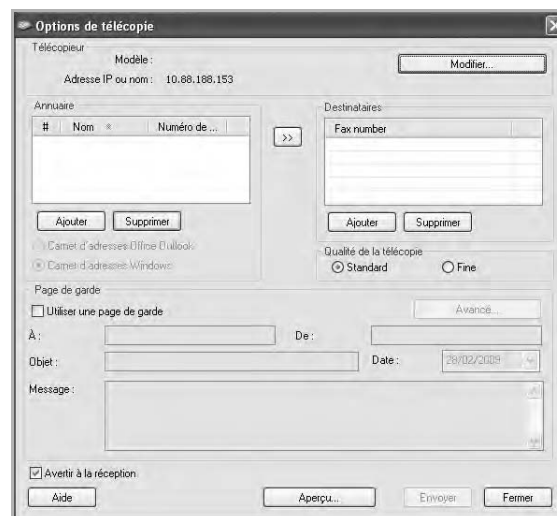 Options de télécopie
Télécopieur
Modèle :
Modifier...
Adresse IP ou nom : 10.88.188.153
Annuaire
# Nom Numéro de ...
>>
Destinataires
Fax number
Ajouter Supprimer
Ajouter Supprimer
Carnet d'adresses Office Outlook
Carnet d'adresses Windows
Qualité de la télécopie
Standard Fine
Page de garde
Utiliser une page de garde
Avancé...
À :
De :
Objet :
Date : 28/02/2009
Message :
Avertir à la réception
Aide Aperçu... Envoyer Fermer